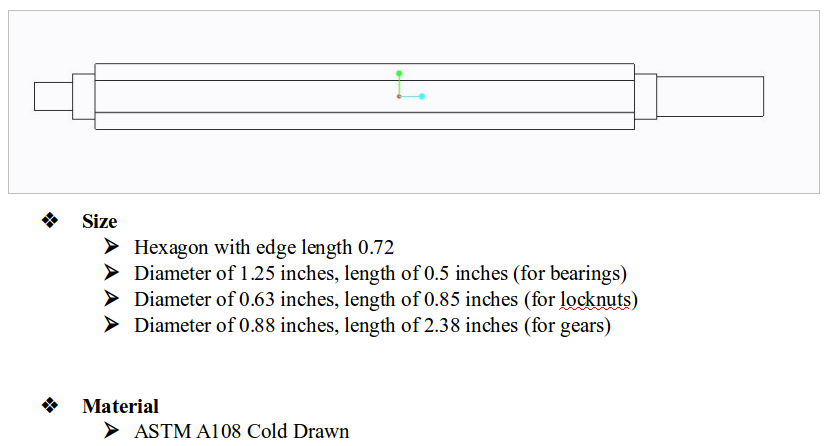 Size
Hexagon with edge length 0.72
Diameter of 1.25 inches, length of 0.5 inches (for bearings)
Diameter of 0.63 inches, length of 0.85 inches (for locknuts)
Diameter of 0.88 inches, length of 2.38 inches (for gears)
Material
ASTM A108 Cold Drawn